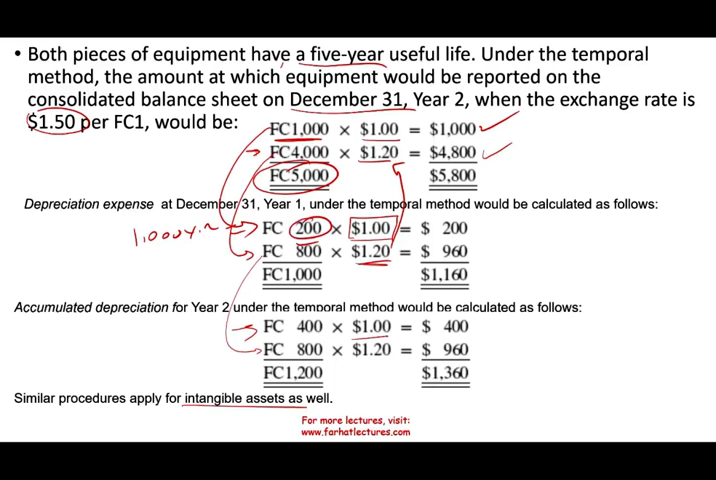 • Both pieces of equipment have a five-year useful life. Under the temporal
method, the amount at which equipment would be reported on the
consolidated balance sheet on December 31, Year 2, when the exchange rate is
$1.50 per FC1, would be:
FC1,000 × $1.00 = $1,000
FC4,000 × $1.20 = $4,800
FC5,000 $5,800
Depreciation expense at December 31, Year 1, under the temporal method would be calculated as follows:
FC 200 × $1.00 = $ 200
FC 800 × $1.20 = $ 960
FC1,000 $1,160
Accumulated depreciation for Year 2 under the temporal method would be calculated as follows:
FC 400 × $1.00 = $ 400
FC 800 × $1.20 = $ 960
FC1,200 $1,360
Similar procedures apply for intangible assets as well.
For more lectures, visit:
www.farhatlectures.com